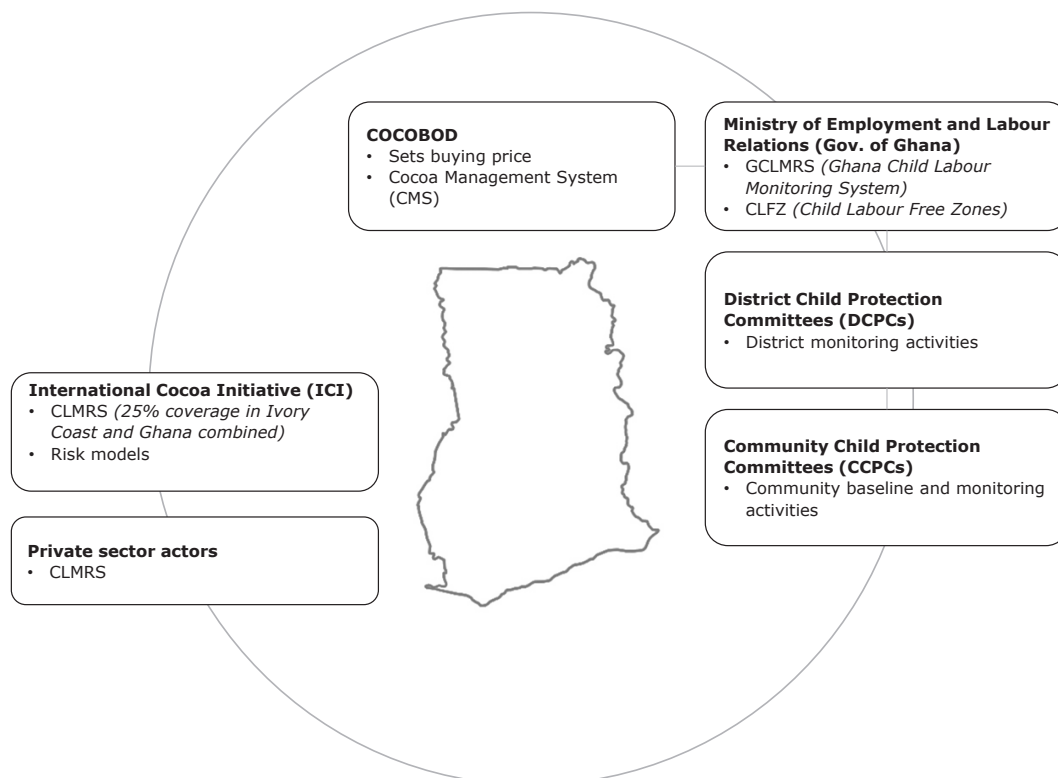 COCOBOD
• Sets buying price
• Cocoa Management System
(CMS)
Ministry of Employment and Labour
Relations (Gov. of Ghana)
• GCLMRS (Ghana Child Labour
Monitoring System)
• CLFZ (Child Labour Free Zones)
District Child Protection
Committees (DCPCs)
• District monitoring activities
International Cocoa Initiative (ICI)
• CLMRS (25% coverage in Ivory
Coast and Ghana combined)
• Risk models
Community Child Protection
Committees (CCPCs)
• Community baseline and monitoring
activities
Private sector actors
• CLMRS